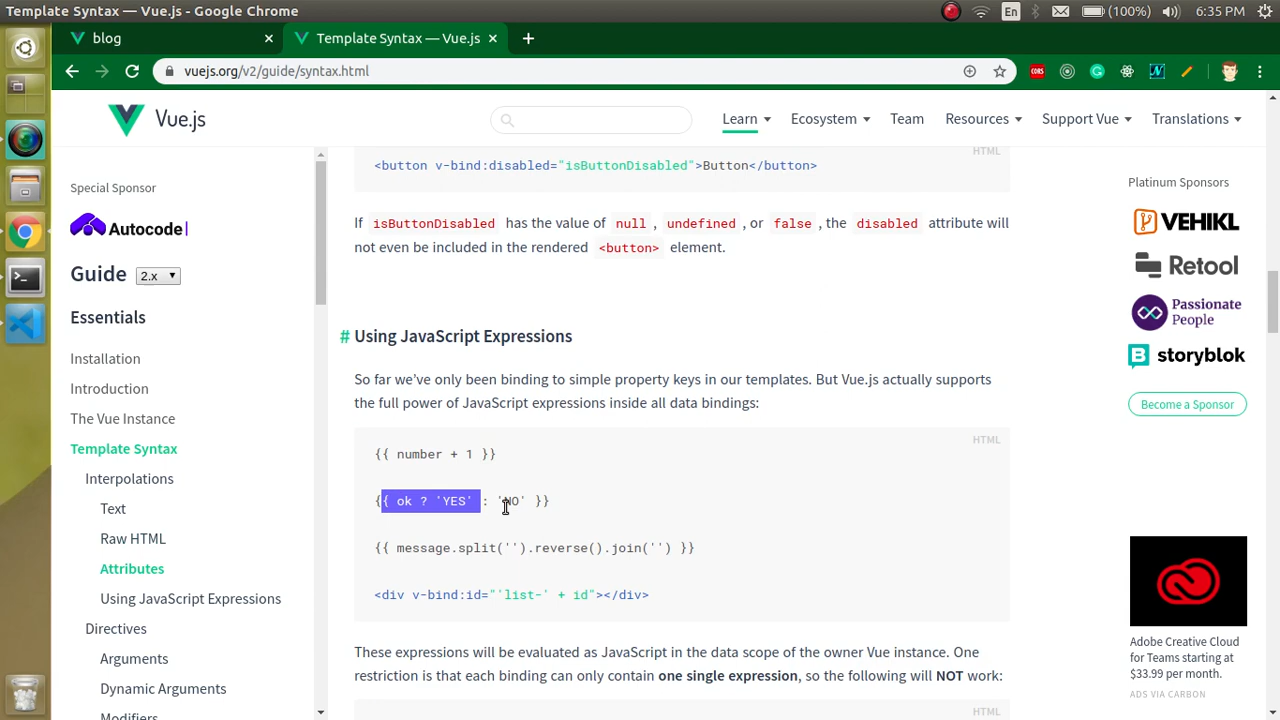 Template Syntax — Vue.js - Google Chrome
En
(100%)
6:35 PM
blog
Template Syntax — Vue.js
vuejs.org/v2/guide/syntax.html
CORS
Vue.js
Learn
Ecosystem
Team
Resources
Support Vue
Translations
Special Sponsor
Autocode
Guide
2.x
Essentials
Installation
Introduction
The Vue Instance
Template Syntax
Interpolations
Text
Raw HTML
Attributes
Using JavaScript Expressions
Directives
Arguments
Dynamic Arguments
Modifiers
HTML
<button v-bind:disabled="isButtonDisabled">Button</button>
If isButtonDisabled has the value of null , undefined , or false , the disabled attribute will
not even be included in the rendered <button> element.
# Using JavaScript Expressions
So far we’ve only been binding to simple property keys in our templates. But Vue.js actually supports
the full power of JavaScript expressions inside all data bindings:
HTML
{{ number + 1 }}
{{ ok ? 'YES' : 'NO' }}
{{ message.split('').reverse().join('') }}
<div v-bind:id="'list-' + id"></div>
These expressions will be evaluated as JavaScript in the data scope of the owner Vue instance. One
restriction is that each binding can only contain one single expression, so the following will NOT work:
HTML
Platinum Sponsors
VEHIKL
Retool
Passionate
People
storyblok
Become a Sponsor
Adobe Creative Cloud
for Teams starting at
$33.99 per month.
ADS VIA CARBON